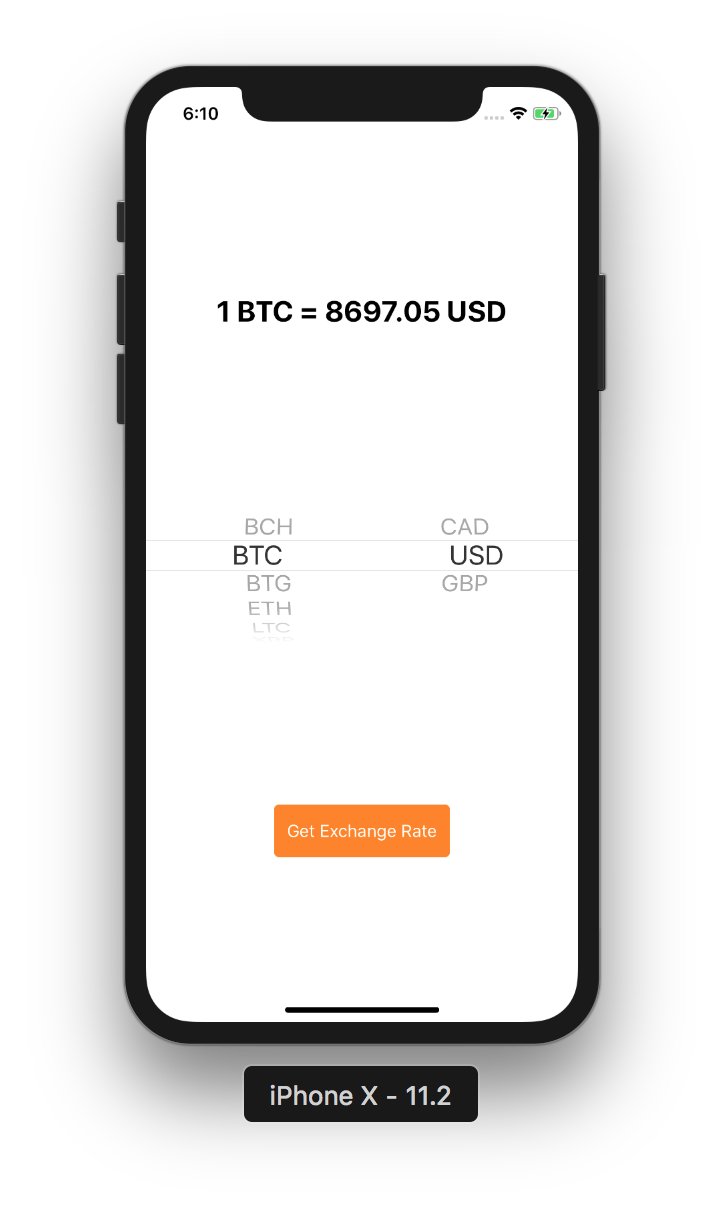 6:10
1 BTC = 8697.05 USD
BCH CAD
BTC USD
BTG GBP
ETH
LTC
XRP
Get Exchange Rate
iPhone X - 11.2